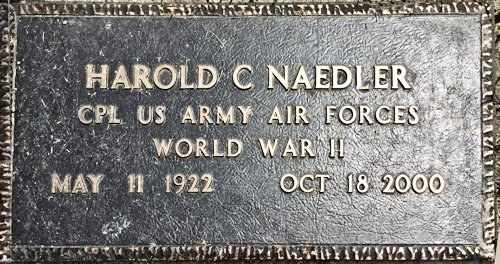 HAROLD C NAEDLER
CPL US ARMY AIR FORCES
WORLD WAR II
MAY 11 1922 OCT 18 2000